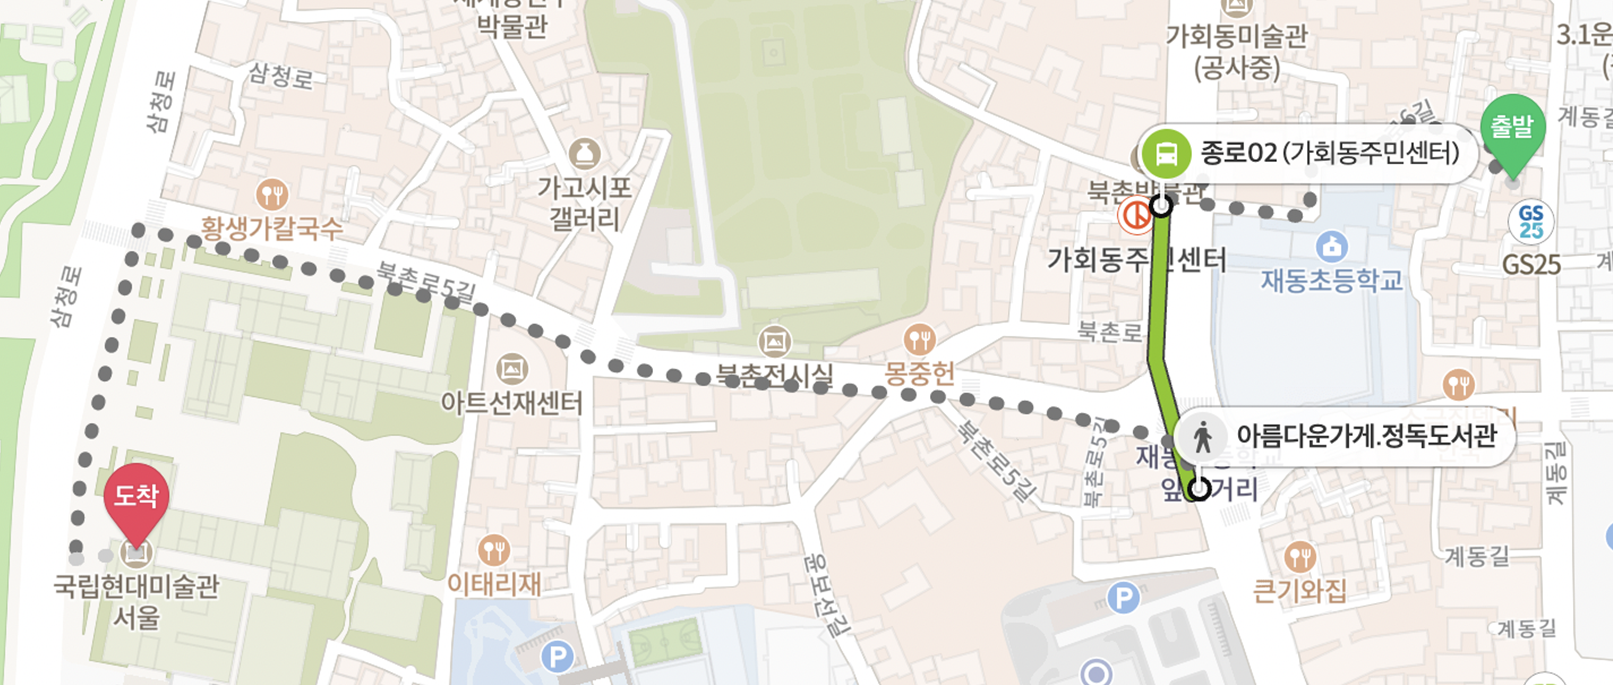 박물관
가회동미술관
(공사중)
3.1운
삼청로
삼청로
계동길
출발
종로02 (가회동주민센터)
가고시포
갤러리
북촌박물관
황생가칼국수
GS
25
GS25
가회동주민센터
삼청로
북촌로5길
재동초등학교
북촌로
북촌전시실
몽중헌
아트선재센터
아름다운가게.정독도서관
북촌로5길
북촌로5길
계동길
도착
이태리재
계동길
국립현대미술관
서울
큰기와집
윤보선길
P
계동길
P